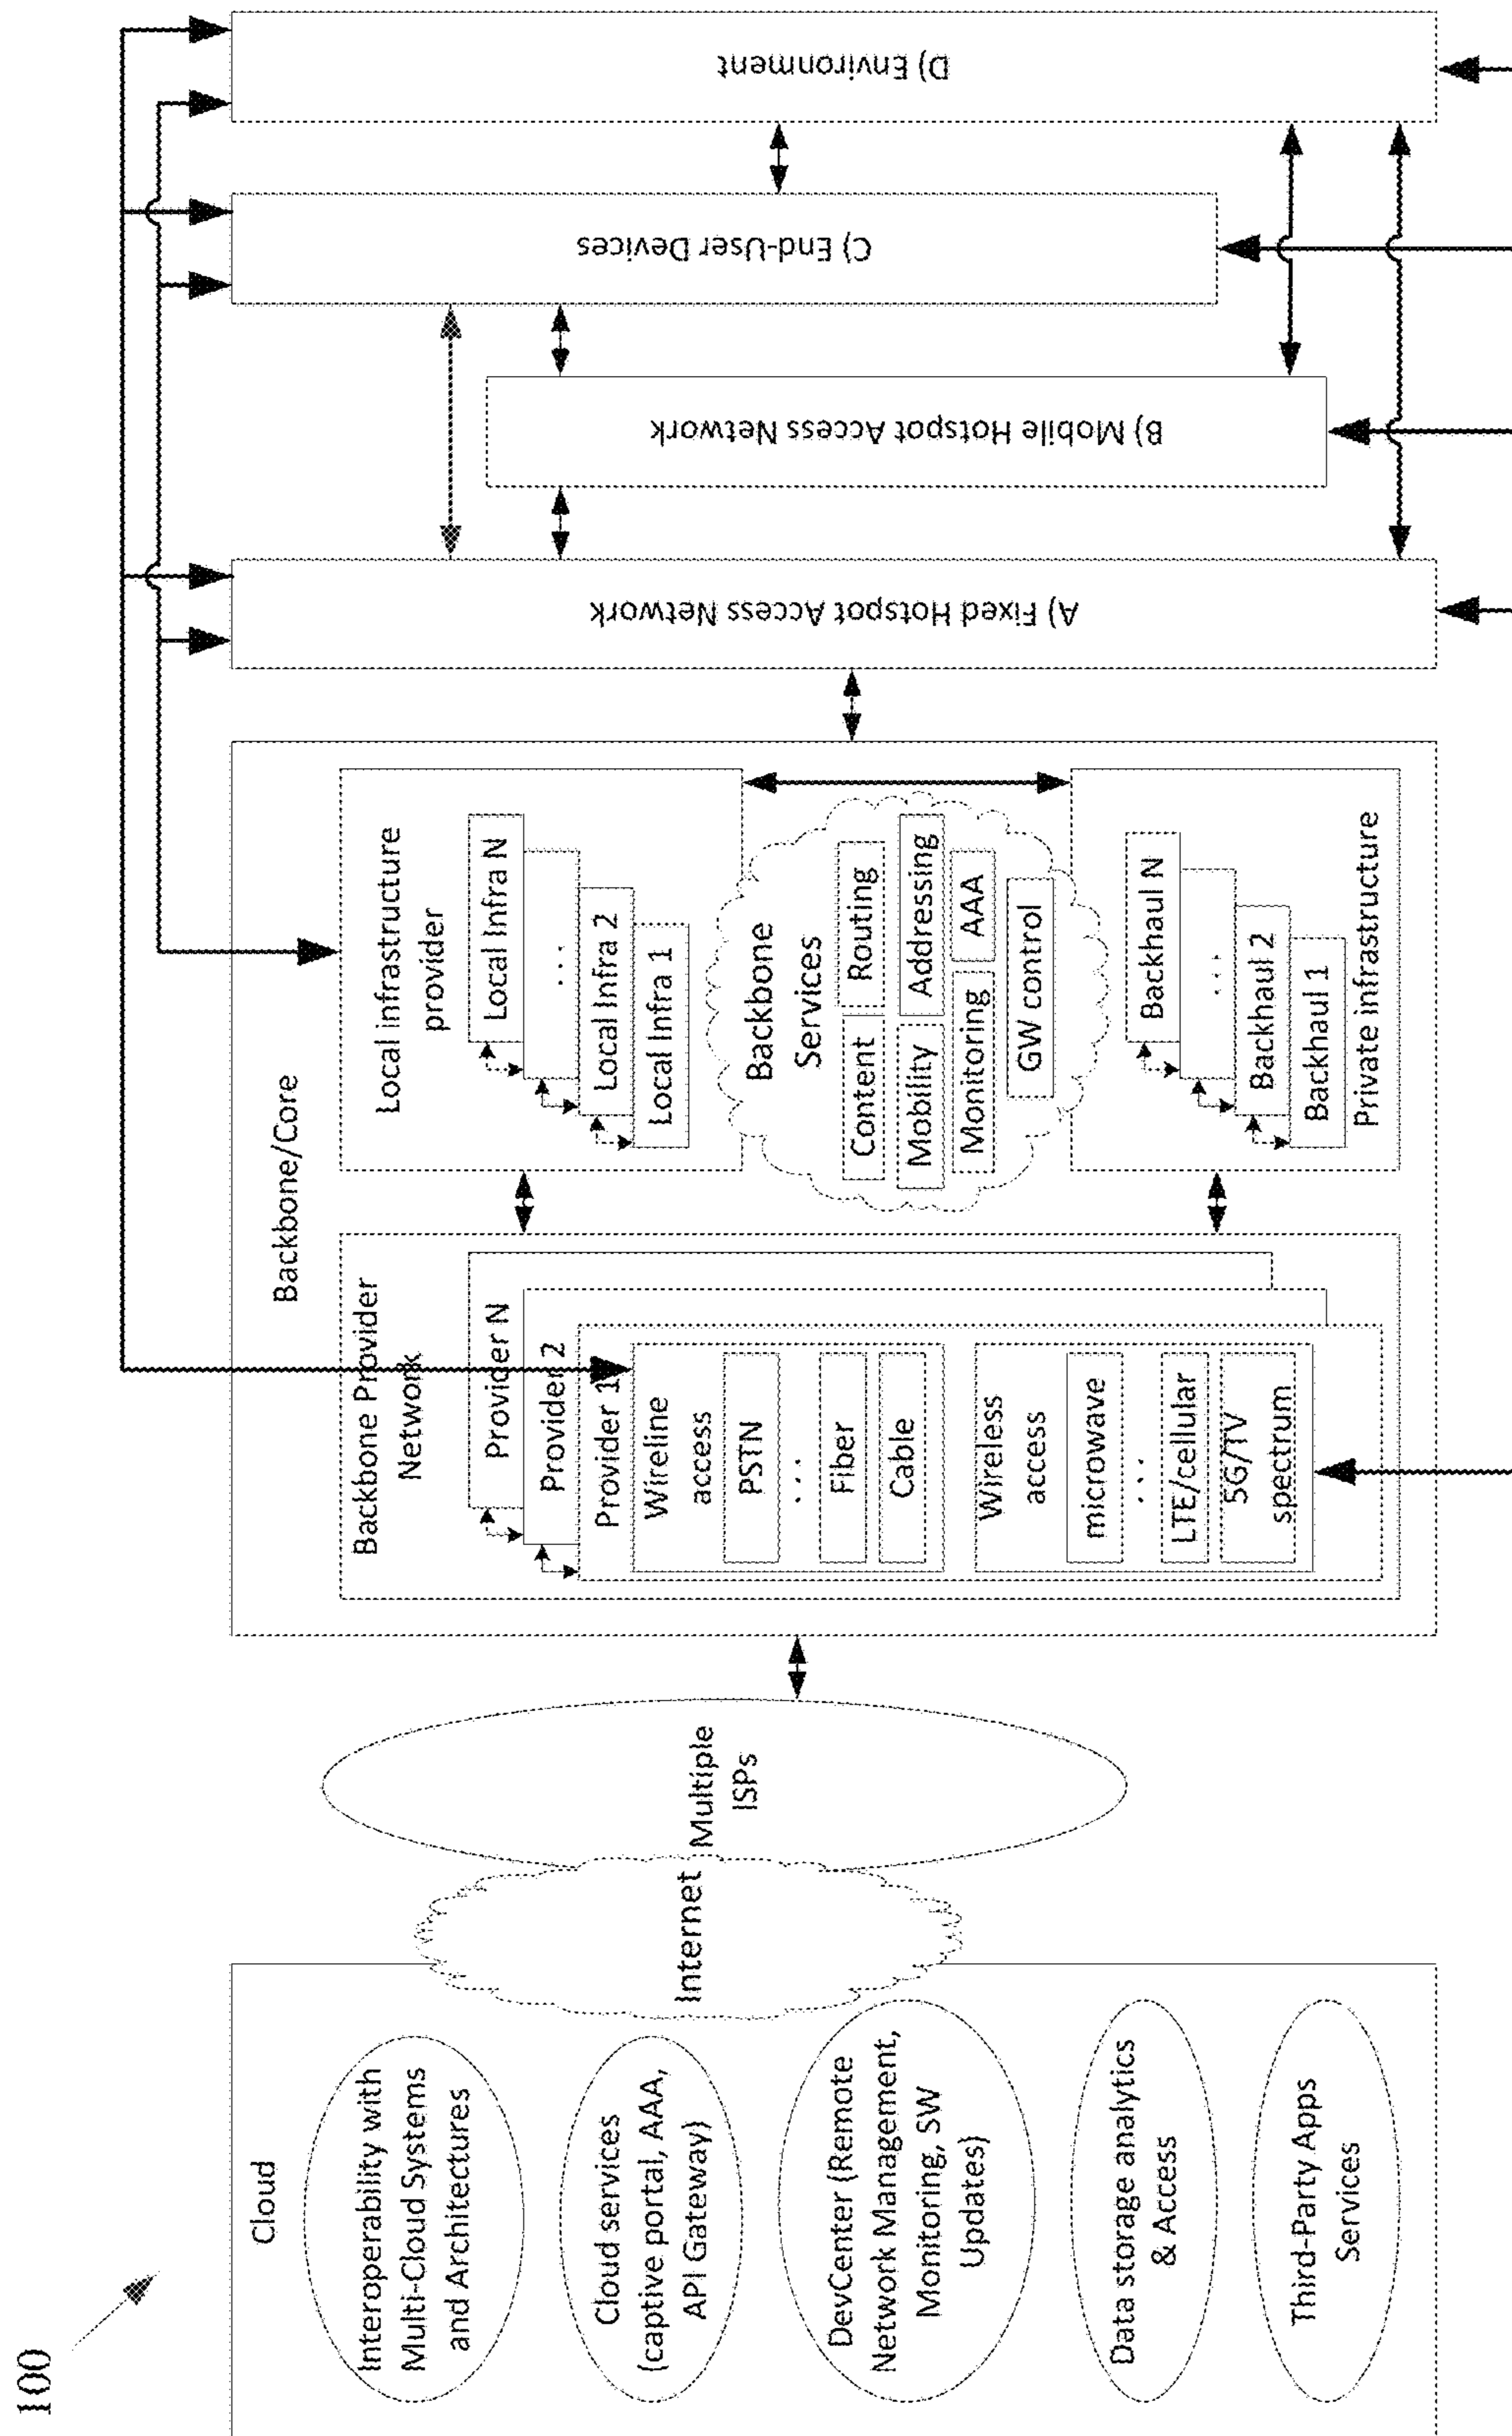 100
Cloud
Interoperability with
Multi-Cloud Systems
and Architectures
Cloud services
(captive portal, AAA,
API Gateway)
DevCenter (Remote
Network Management,
Monitoring, SW
Updates)
Data storage analytics
& Access
Third-Party Apps
Services
Internet
Multiple
ISPs
Backbone/Core
Backbone Provider
Network
Provider N
Provider 2
Provider 1
Wireline
access
PSTN
...
Fiber
Cable
Wireless
access
microwave
...
LTE/cellular
5G/TV
spectrum
Local infrastructure
provider
Local Infra N
...
Local Infra 2
Local Infra 1
Backbone
Services
Content
Routing
Mobility
Addressing
Monitoring
AAA
GW control
Backhaul N
...
Backhaul 2
Backhaul 1
Private infrastructure
A) Fixed Hotspot Access Network
B) Mobile Hotspot Access Network
C) End-User Devices
D) Environment